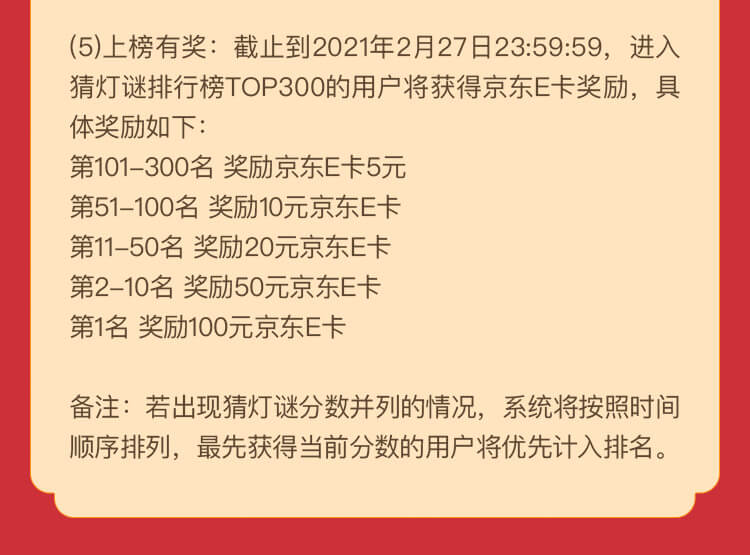 (5)上榜有奖：截止到2021年2月27日23:59:59，进入
猜灯谜排行榜TOP300的用户将获得京东E卡奖励，具
体奖励如下：
第101-300名 奖励京东E卡5元
第51-100名 奖励10元京东E卡
第11-50名 奖励20元京东E卡
第2-10名 奖励50元京东E卡
第1名 奖励100元京东E卡
备注：若出现猜灯谜分数并列的情况，系统将按照时间
顺序排列，最先获得当前分数的用户将优先计入排名。